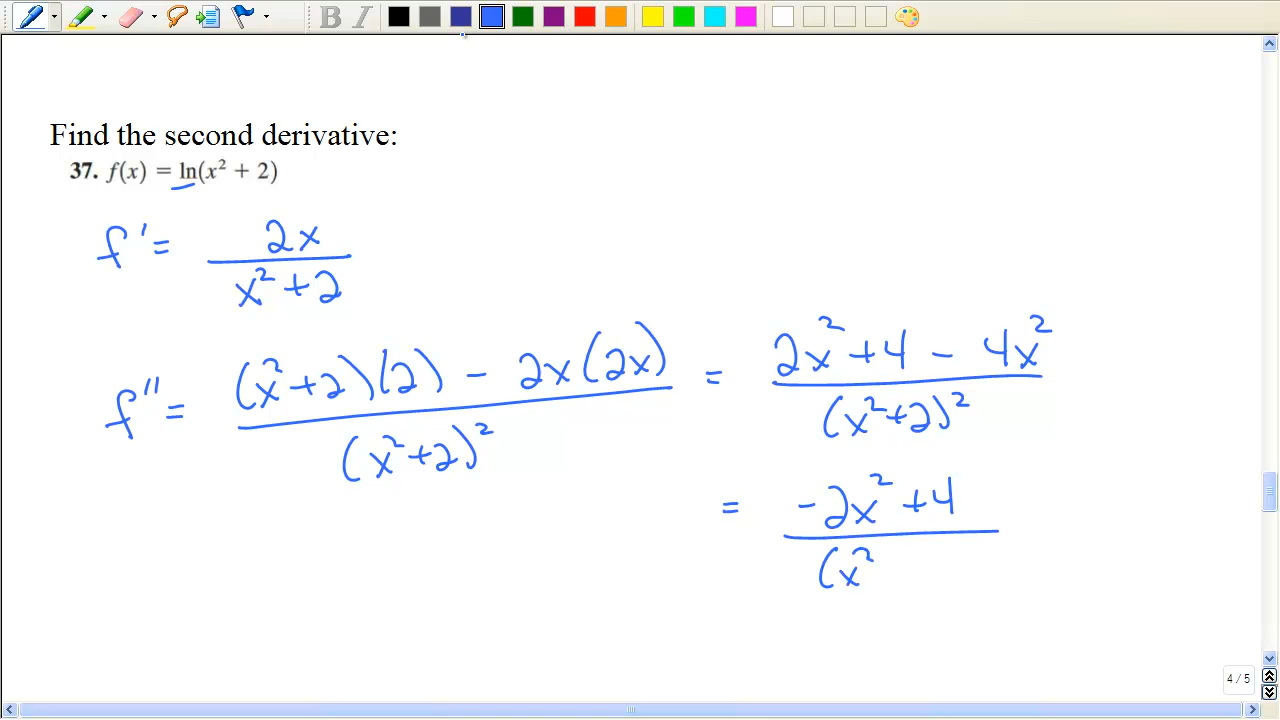 B I
Find the second derivative:
37. f(x) = ln(x² + 2)
f' = 2x / x² + 2
f'' = (x² + 2)(2) - 2x(2x) / (x² + 2)² = 2x² + 4 - 4x² / (x² + 2)²
= -2x² + 4 / (x²
4 / 5